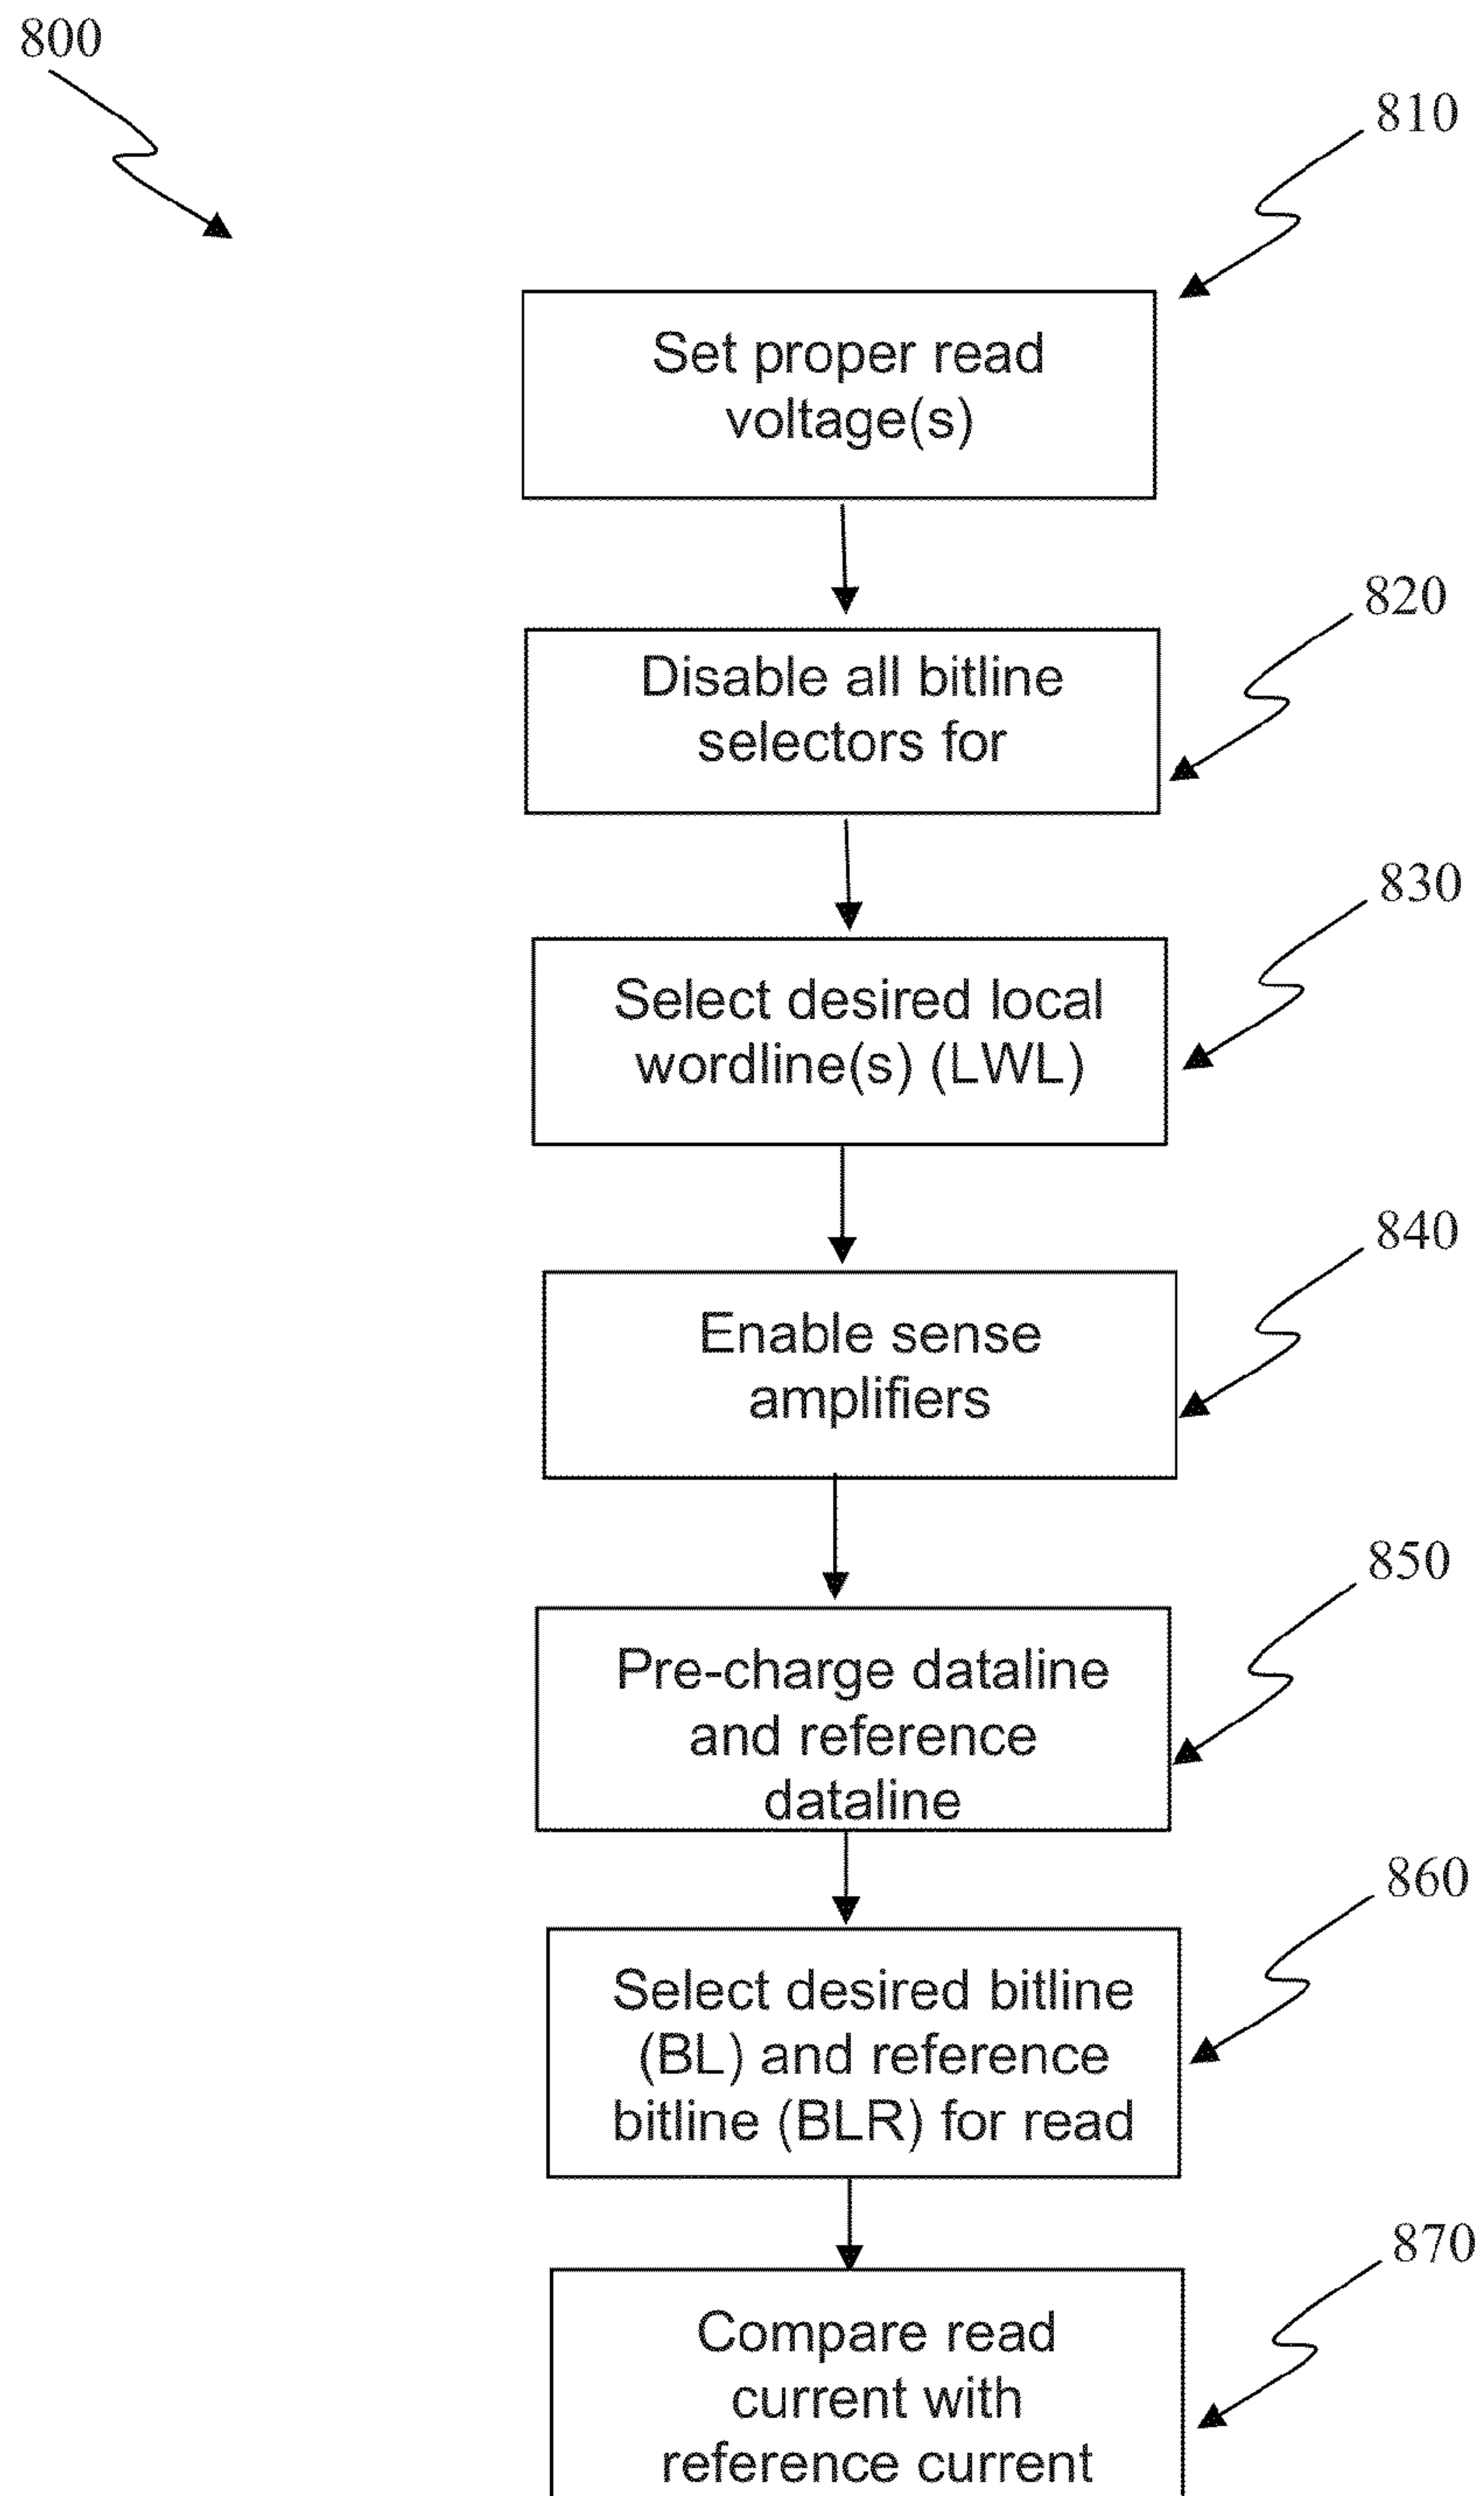 800
810
Set proper read
voltage(s)
820
Disable all bitline
selectors for
830
Select desired local
wordline(s) (LWL)
840
Enable sense
amplifiers
850
Pre-charge dataline
and reference
dataline
860
Select desired bitline
(BL) and reference
bitline (BLR) for read
870
Compare read
current with
reference current